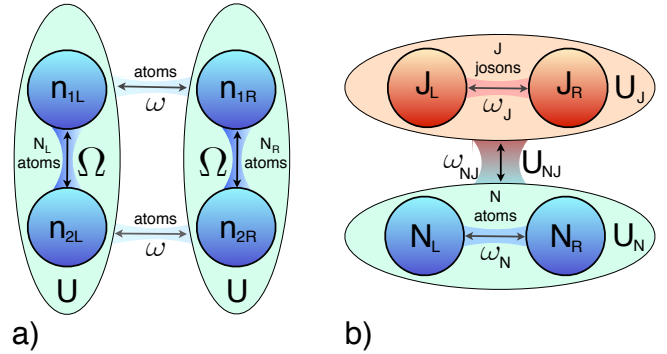 atoms
ω
n1L
n1R
NL
atoms
Ω
Ω
NR
atoms
atoms
ω
n2L
n2R
U
U
a)
J
josons
JL
JR
ωJ
UJ
ωNJ
UNJ
N
atoms
NL
NR
ωN
UN
b)